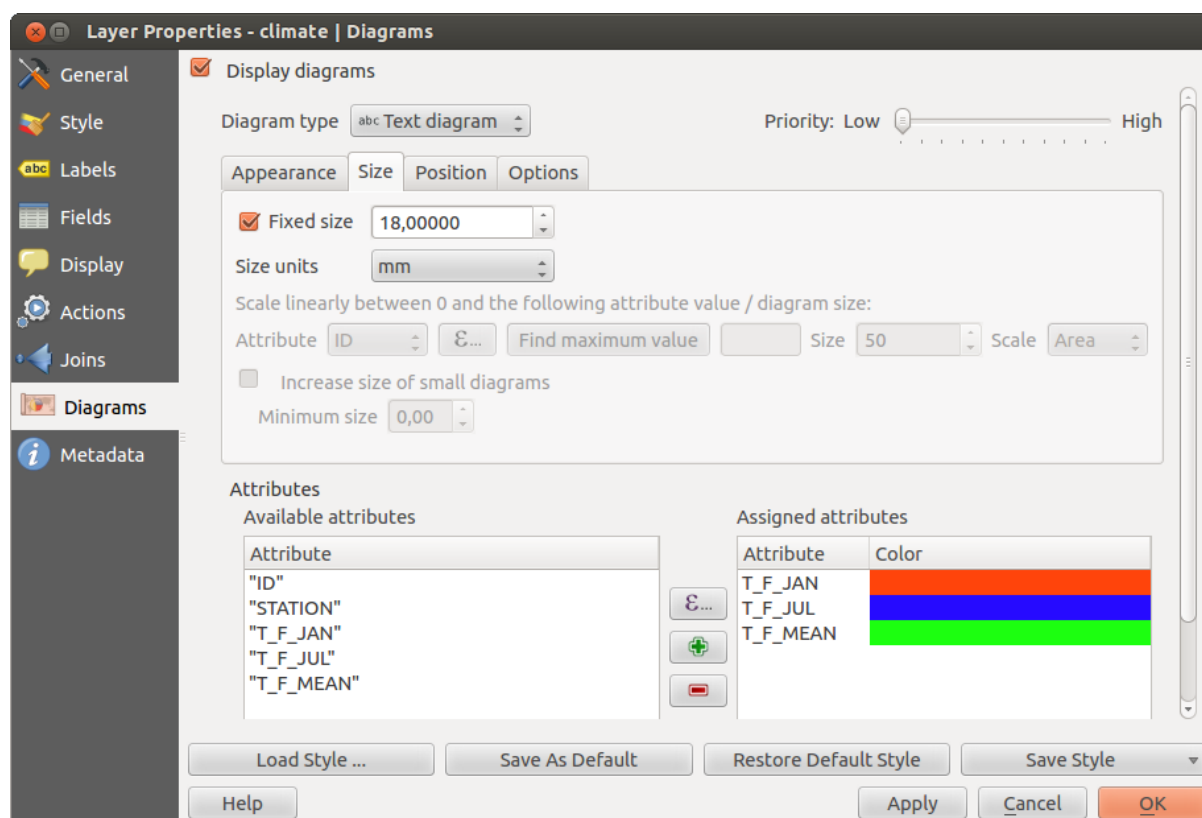 Layer Properties - climate | Diagrams
General
Style
abc Labels
Fields
Display
Actions
Joins
Diagrams
i Metadata
Display diagrams
Diagram type abc Text diagram
Priority: Low High
Appearance Size Position Options
Fixed size 18,00000
Size units mm
Scale linearly between 0 and the following attribute value / diagram size:
Attribute ID ε... Find maximum value Size 50 Scale Area
Increase size of small diagrams
Minimum size 0,00
Attributes
Available attributes
Attribute
"ID"
"STATION"
"T_F_JAN"
"T_F_JUL"
"T_F_MEAN"
ε...
Assigned attributes
Attribute Color
T_F_JAN
T_F_JUL
T_F_MEAN
Load Style ... Save As Default Restore Default Style Save Style
Help Apply Cancel OK